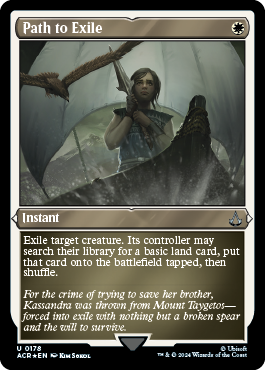 Path to Exile
Instant
Exile target creature. Its controller may
search their library for a basic land card, put
that card onto the battlefield tapped, then
shuffle.
For the crime of trying to save her brother,
Kassandra was thrown from Mount Taygetos—
forced into exile with nothing but a broken spear
and the will to survive.
U 0178
ACR★EN Kim Sokol
© Ubisoft
™ & © 2024 Wizards of the Coast